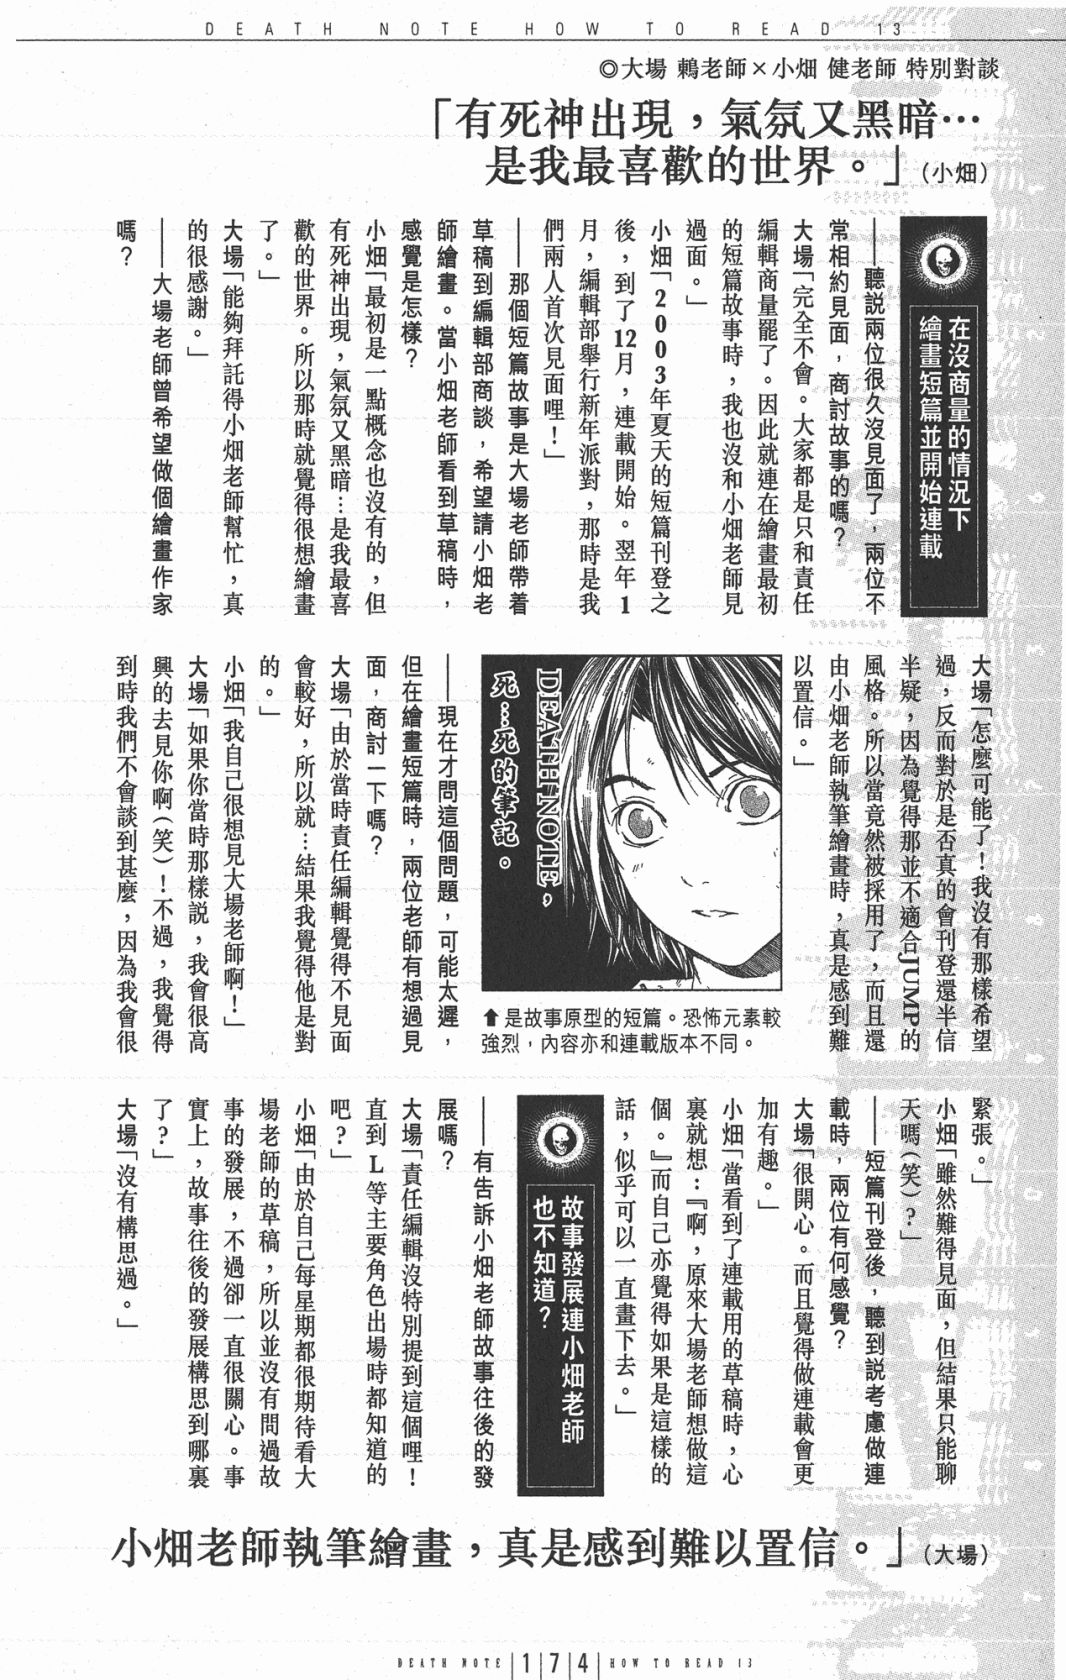 DEATH NOTE HOW TO READ 13
◎大場 鶇老師×小畑 健老師 特別對談
「有死神出現，氣氛又黑暗…
是我最喜歡的世界。」（小畑）
在沒商量的情況下
繪畫短篇並開始連載
——聽説兩位很久沒見面了，兩位不
常相約見面，商討故事的嗎？
大場「完全不會。大家都是只和責任
編輯商量罷了。因此就連在繪畫最初
的短篇故事時，我也沒和小畑老師見
過面。」
小畑「2003年夏天的短篇刊登之
後，到了12月，連載開始。翌年1
月，編輯部舉行新年派對，那時是我
們兩人首次見面哩！」
——那個短篇故事是大場老師帶着
草稿到編輯部商談，希望請小畑老
師繪畫。當小畑老師看到草稿時，
感覺是怎樣？
小畑「最初是一點概念也沒有的，但
有死神出現，氣氛又黑暗…是我最喜
歡的世界。所以那時就覺得很想繪畫
了。」
大場「能夠拜託得小畑老師幫忙，真
的很感謝。」
——大場老師曾希望做個繪畫作家
嗎？
大場「怎麼可能了！我沒有那樣希望
過，反而對於是否真的會刊登還半信
半疑，因為覺得那並不適合JUMP的
風格。所以當竟然被採用了，而且還
由小畑老師執筆繪畫時，真是感到難
以置信。」
DEATH NOTE，
死…死的筆記。
⬆是故事原型的短篇。恐怖元素較
強烈，內容亦和連載版本不同。
——現在才問這個問題，可能太遲，
但在繪畫短篇時，兩位老師有想過見
面，商討一下嗎？
大場「由於當時責任編輯覺得不見面
會較好，所以就…結果我覺得他是對
的。」
小畑「我自己很想見大場老師啊！」
大場「如果你當時那樣説，我會很高
興的去見你啊（笑）！不過，我覺得
到時我們不會談到甚麼，因為我會很
緊張。」
小畑「雖然難得見面，但結果只能聊
天嗎（笑）？」
——短篇刊登後，聽到説考慮做連
載時，兩位有何感覺？
大場「很開心。而且覺得做連載會更
加有趣。」
小畑「當看到了連載用的草稿時，心
裏就想：『啊，原來大場老師想做這
個。』而自己亦覺得如果是這樣的
話，似乎可以一直畫下去。」
故事發展連小畑老師
也不知道？
——有告訴小畑老師故事往後的發
展嗎？
大場「責任編輯沒特別提到這個哩！
直到L等主要角色出場時都知道的
吧？」
小畑「由於自己每星期都很期待看大
場老師的草稿，所以並沒有問過故
事的發展，不過卻一直很關心。事
實上，故事往後的發展構思到哪裏
了？」
大場「沒有構思過。」
小畑老師執筆繪畫，真是感到難以置信。」（大場）
DEATH NOTE 174 HOW TO READ 13